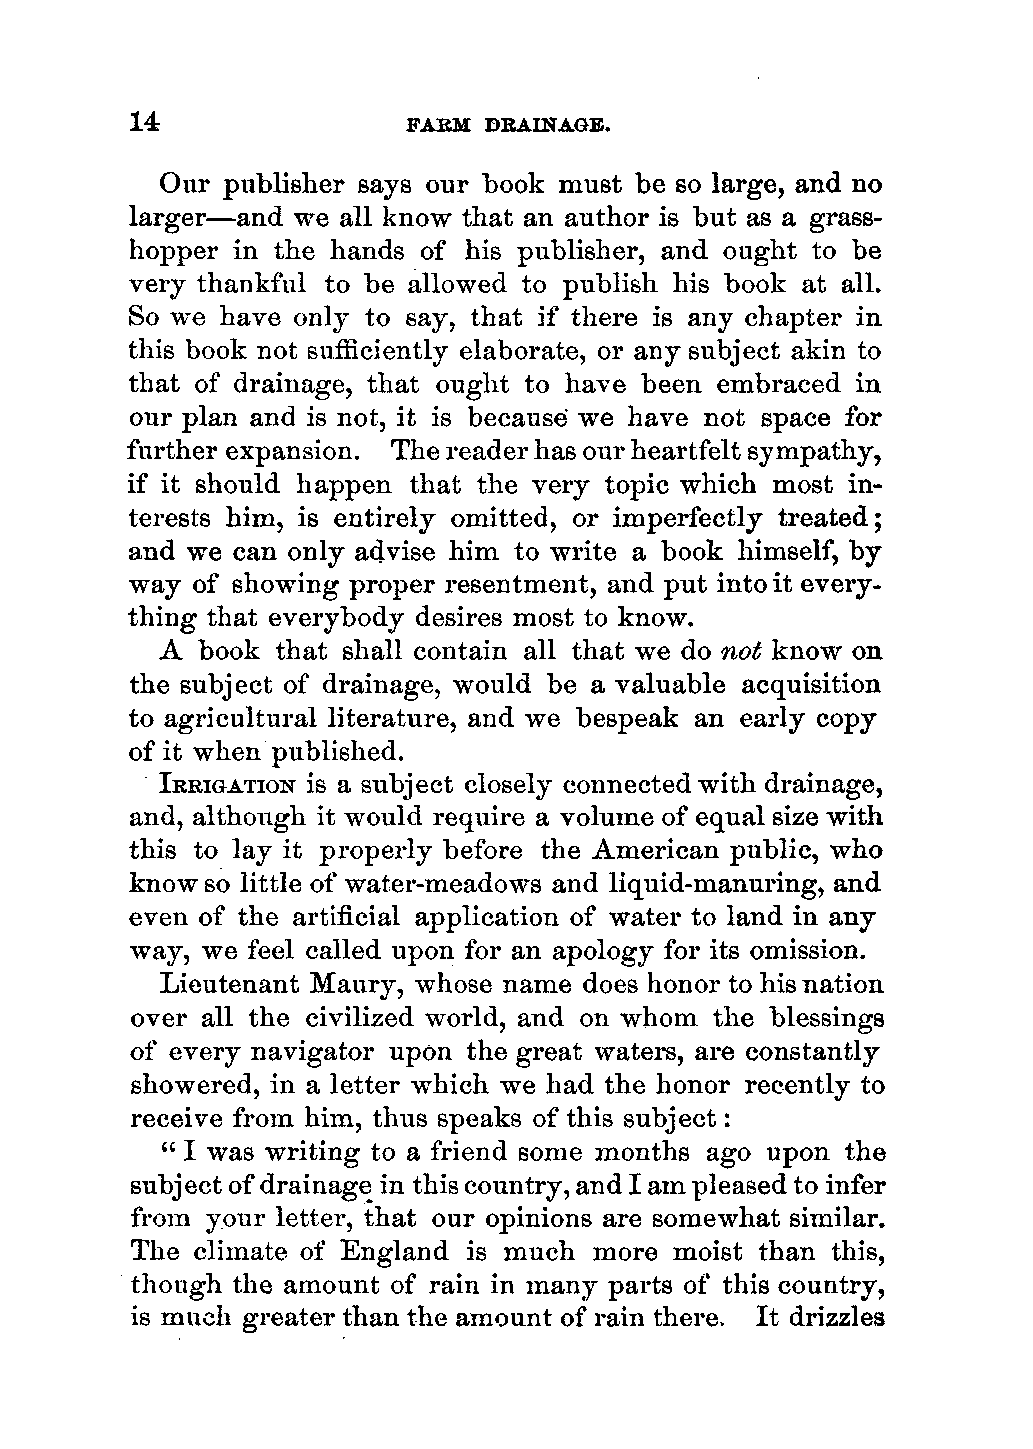 14 FARM DRAINAGE.
Our publisher says our book must be so large, and no
larger—and we all know that an author is but as a grass-
hopper in the hands of his publisher, and ought to be
very thankful to be allowed to publish his book at all.
So we have only to say, that if there is any chapter in
this book not sufficiently elaborate, or any subject akin to
that of drainage, that ought to have been embraced in
our plan and is not, it is because we have not space for
further expansion. The reader has our heartfelt sympathy,
if it should happen that the very topic which most in-
terests him, is entirely omitted, or imperfectly treated;
and we can only advise him to write a book himself, by
way of showing proper resentment, and put into it every-
thing that everybody desires most to know.
A book that shall contain all that we do not know on
the subject of drainage, would be a valuable acquisition
to agricultural literature, and we bespeak an early copy
of it when published.
IRRIGATION is a subject closely connected with drainage,
and, although it would require a volume of equal size with
this to lay it properly before the American public, who
know so little of water-meadows and liquid-manuring, and
even of the artificial application of water to land in any
way, we feel called upon for an apology for its omission.
Lieutenant Maury, whose name does honor to his nation
over all the civilized world, and on whom the blessings
of every navigator upon the great waters, are constantly
showered, in a letter which we had the honor recently to
receive from him, thus speaks of this subject:
"I was writing to a friend some months ago upon the
subject of drainage in this country, and I am pleased to infer
from your letter, that our opinions are somewhat similar.
The climate of England is much more moist than this,
though the amount of rain in many parts of this country,
is much greater than the amount of rain there. It drizzles